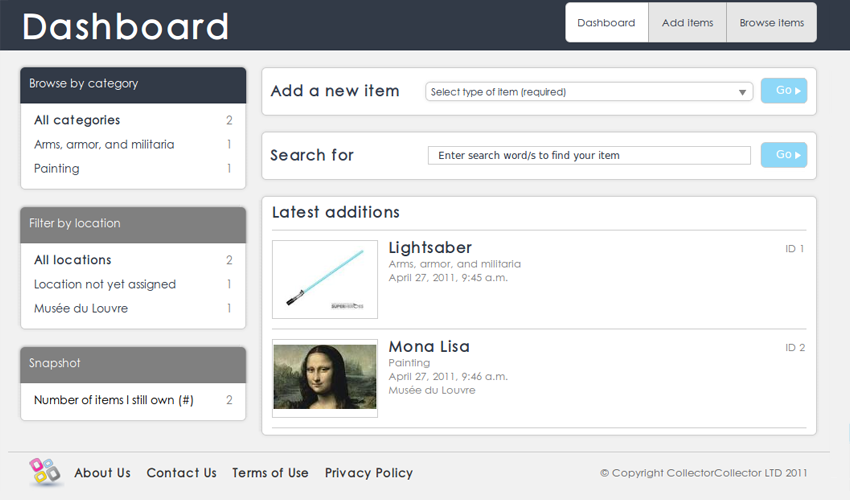 Dashboard
Dashboard
Add items
Browse items
Browse by category
All categories 2
Arms, armor, and militaria 1
Painting 1
Filter by location
All locations 2
Location not yet assigned 1
Musée du Louvre 1
Snapshot
Number of items I still own (#) 2
Add a new item
Select type of item (required)
Go
Search for
Enter search word/s to find your item
Go
Latest additions
Lightsaber ID 1
Arms, armor, and militaria
April 27, 2011, 9:45 a.m.
Mona Lisa ID 2
Painting
April 27, 2011, 9:46 a.m.
Musée du Louvre
About Us Contact Us Terms of Use Privacy Policy © Copyright CollectorCollector LTD 2011